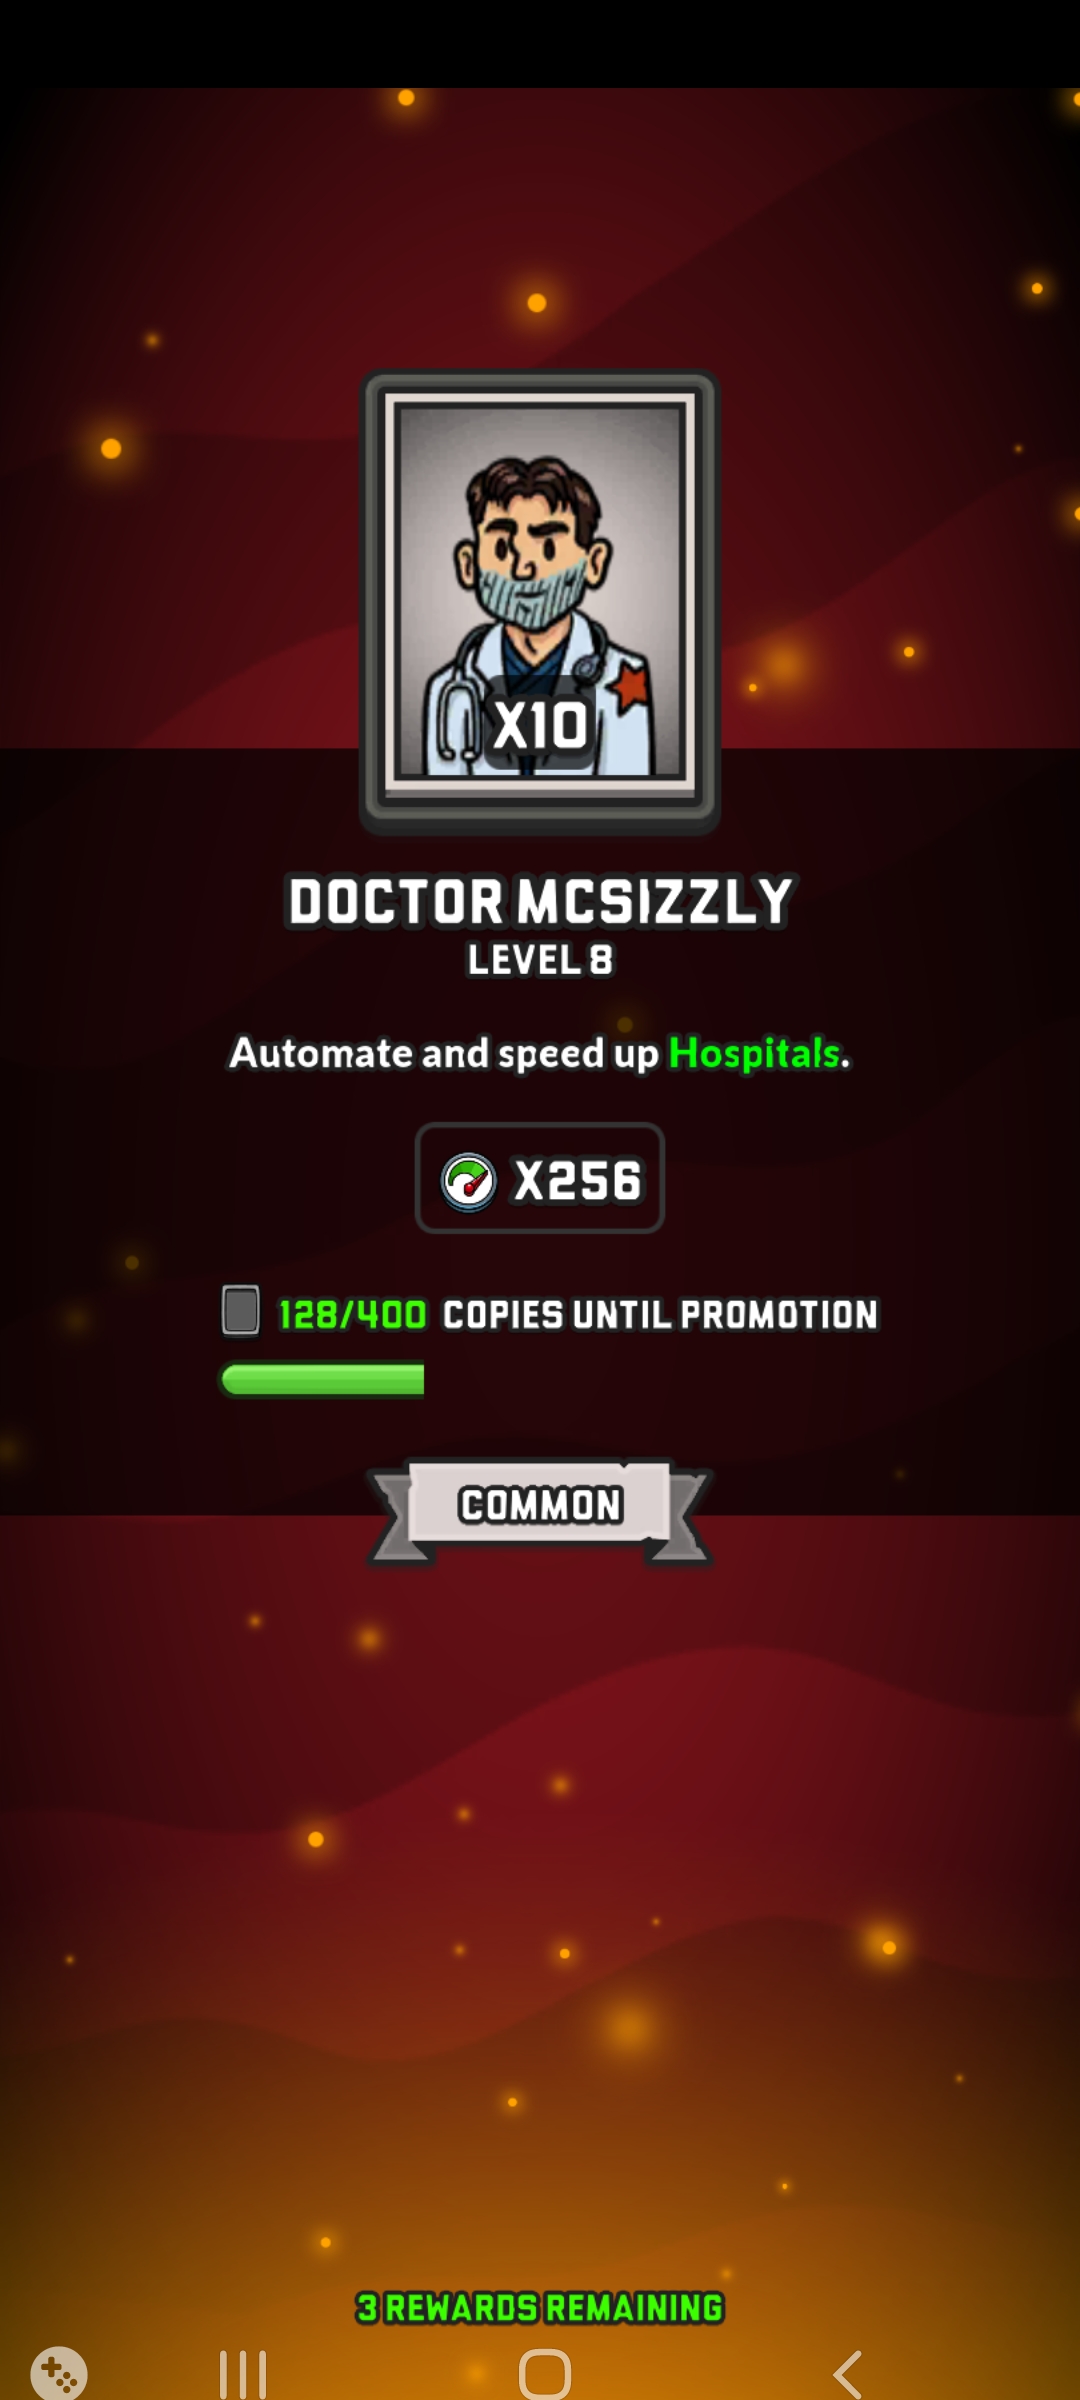 X10
DOCTOR MCSIZZLY
LEVEL 8
Automate and speed up Hospitals.
X256
128/400 COPIES UNTIL PROMOTION
COMMON
3 REWARDS REMAINING